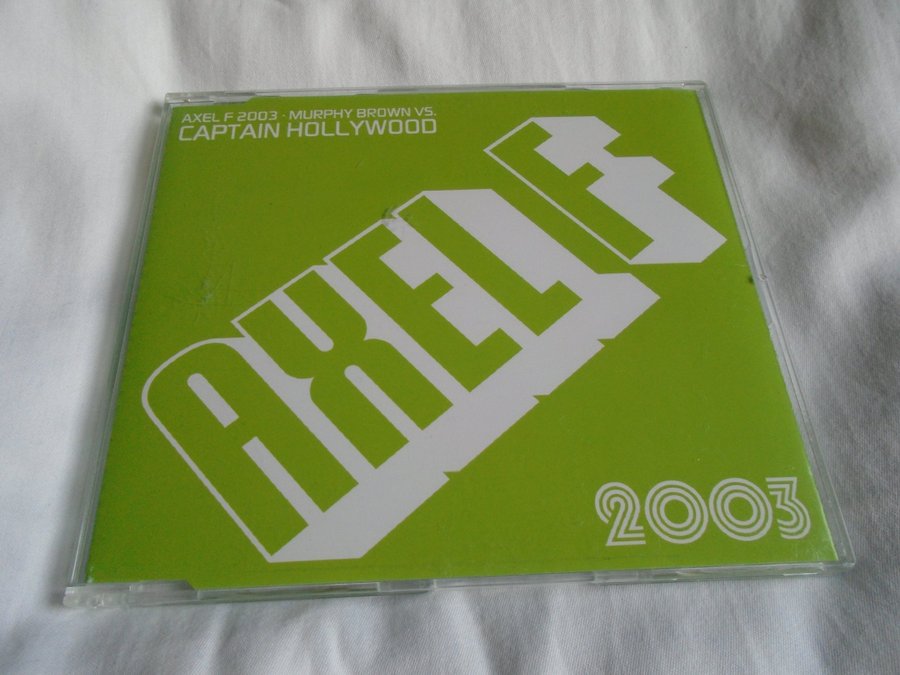 AXEL F 2003 · MURPHY BROWN VS.
CAPTAIN HOLLYWOOD
AXEL F
2003